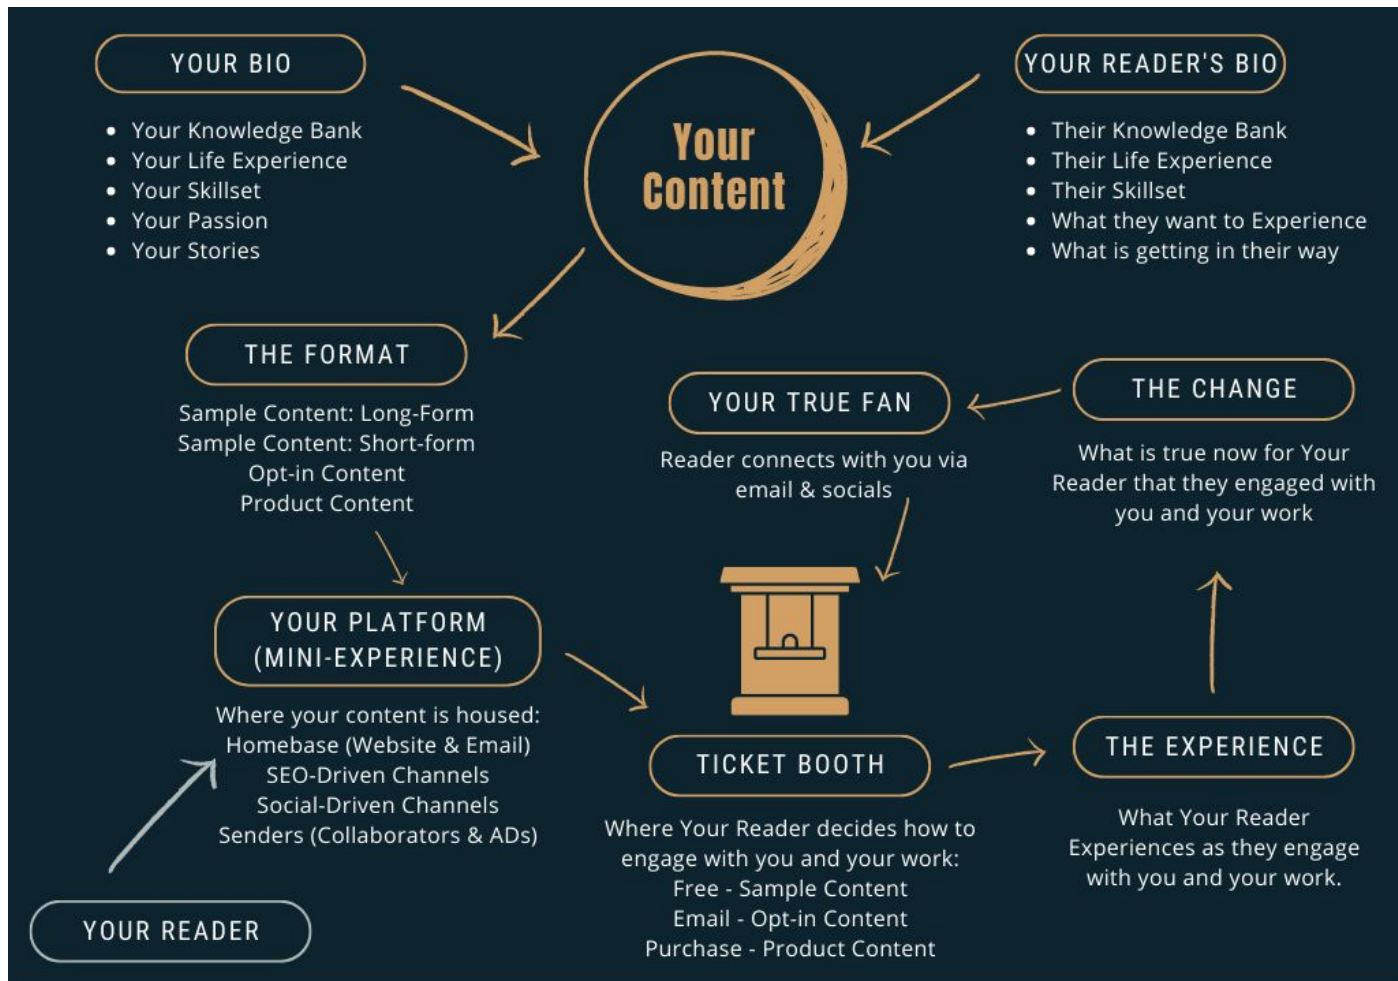 YOUR BIO
• Your Knowledge Bank
• Your Life Experience
• Your Skillset
• Your Passion
• Your Stories
Your
Content
YOUR READER'S BIO
• Their Knowledge Bank
• Their Life Experience
• Their Skillset
• What they want to Experience
• What is getting in their way
THE FORMAT
Sample Content: Long-Form
Sample Content: Short-form
Opt-in Content
Product Content
YOUR PLATFORM
(MINI-EXPERIENCE)
Where your content is housed:
Homebase (Website & Email)
SEO-Driven Channels
Social-Driven Channels
Senders (Collaborators & ADs)
YOUR READER
YOUR TRUE FAN
Reader connects with you via
email & socials
TICKET BOOTH
Where Your Reader decides how to
engage with you and your work:
Free - Sample Content
Email - Opt-in Content
Purchase - Product Content
THE CHANGE
What is true now for Your
Reader that they engaged with
you and your work
THE EXPERIENCE
What Your Reader
Experiences as they engage
with you and your work.